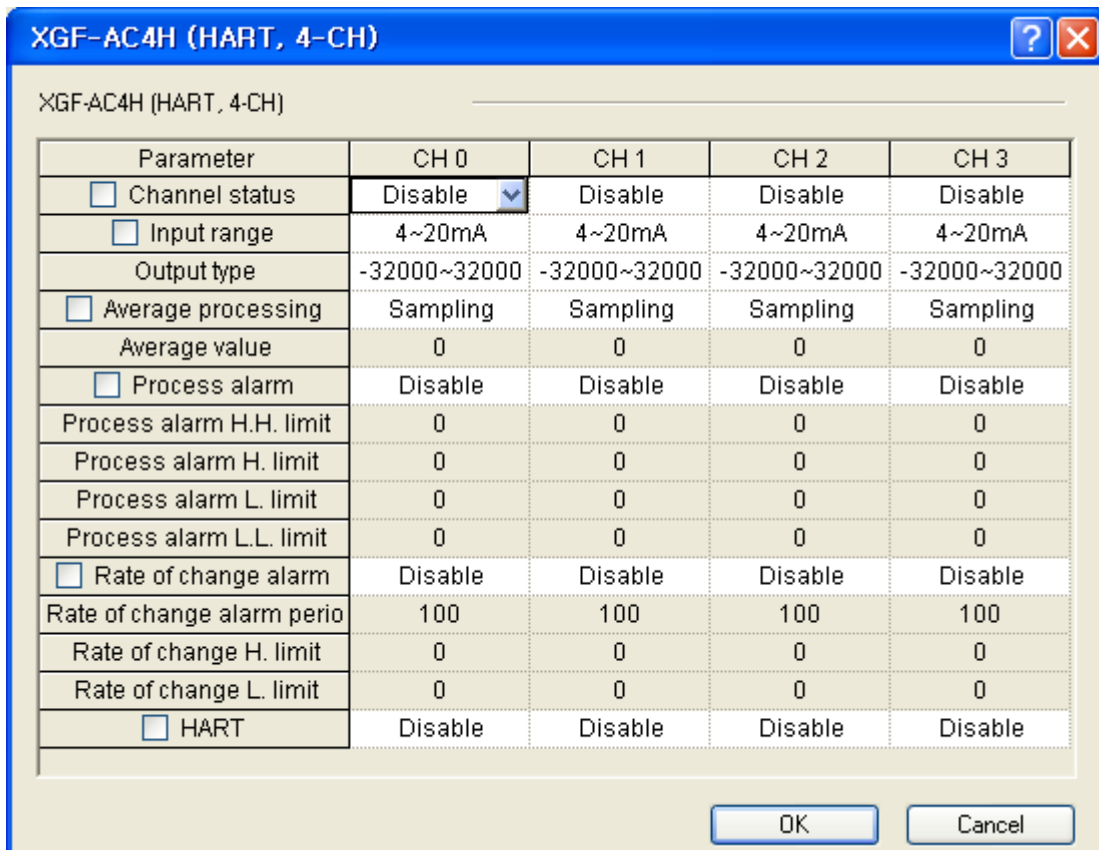 XGF-AC4H (HART, 4-CH)
XGF-AC4H (HART, 4-CH)
Parameter CH 0 CH 1 CH 2 CH 3
Channel status Disable Disable Disable Disable
Input range 4~20mA 4~20mA 4~20mA 4~20mA
Output type -32000~32000 -32000~32000 -32000~32000 -32000~32000
Average processing Sampling Sampling Sampling Sampling
Average value 0 0 0 0
Process alarm Disable Disable Disable Disable
Process alarm H.H. limit 0 0 0 0
Process alarm H. limit 0 0 0 0
Process alarm L. limit 0 0 0 0
Process alarm L.L. limit 0 0 0 0
Rate of change alarm Disable Disable Disable Disable
Rate of change alarm perio 100 100 100 100
Rate of change H. limit 0 0 0 0
Rate of change L. limit 0 0 0 0
HART Disable Disable Disable Disable
OK Cancel